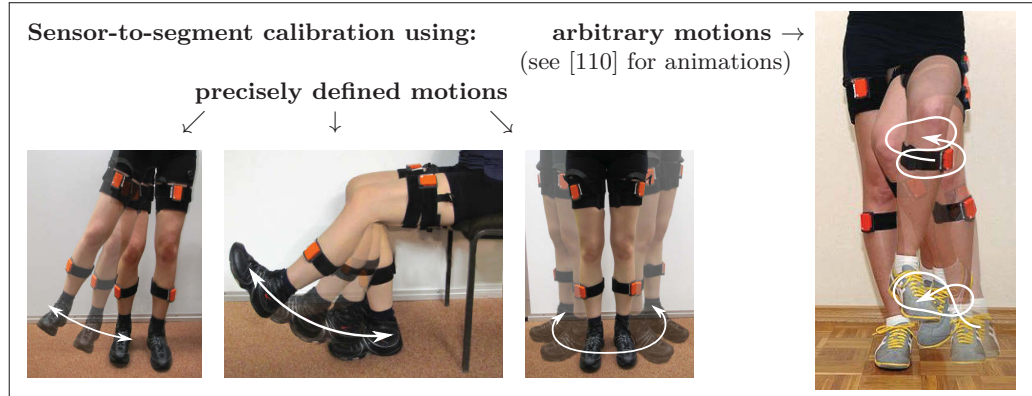 Sensor-to-segment calibration using:
arbitrary motions →
(see [110] for animations)
precisely defined motions